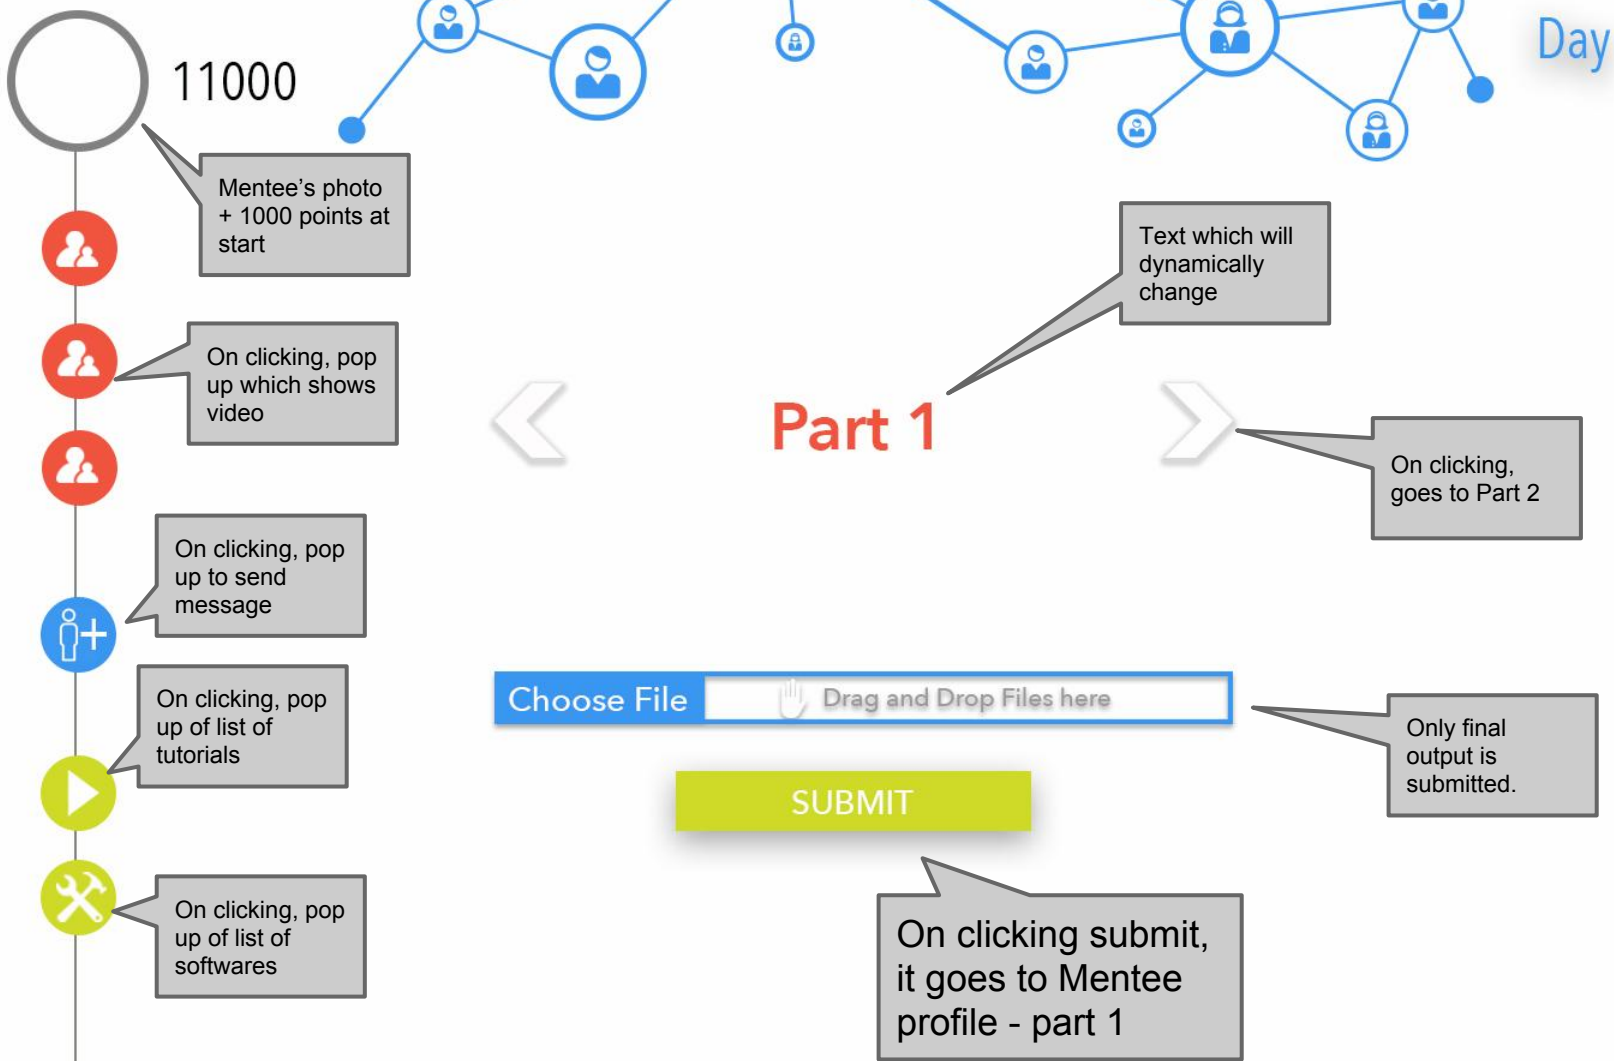 11000
Day
Mentee’s photo
+ 1000 points at
start
Text which will
dynamically
change
On clicking, pop
up which shows
video
Part 1
On clicking,
goes to Part 2
On clicking, pop
up to send
message
On clicking, pop
up of list of
tutorials
Choose File
Drag and Drop Files here
Only final
output is
submitted.
SUBMIT
On clicking, pop
up of list of
softwares
On clicking submit,
it goes to Mentee
profile - part 1